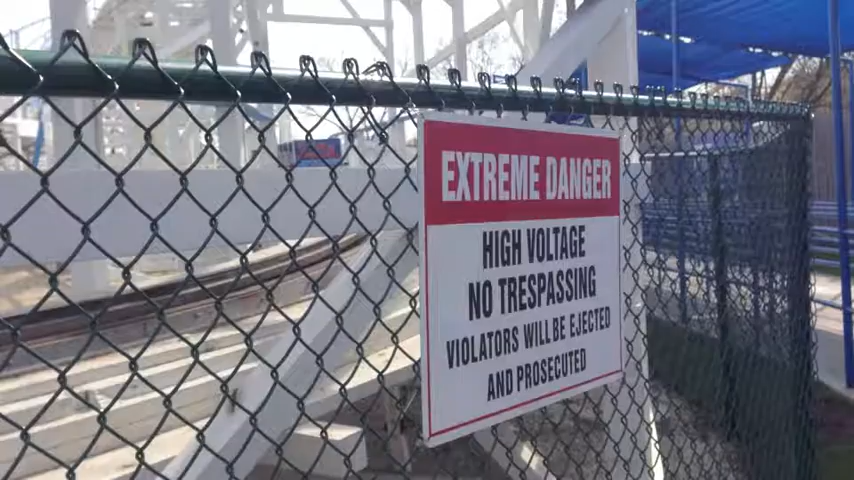 EXTREME DANGER
HIGH VOLTAGE
NO TRESPASSING
VIOLATORS WILL BE EJECTED
AND PROSECUTED